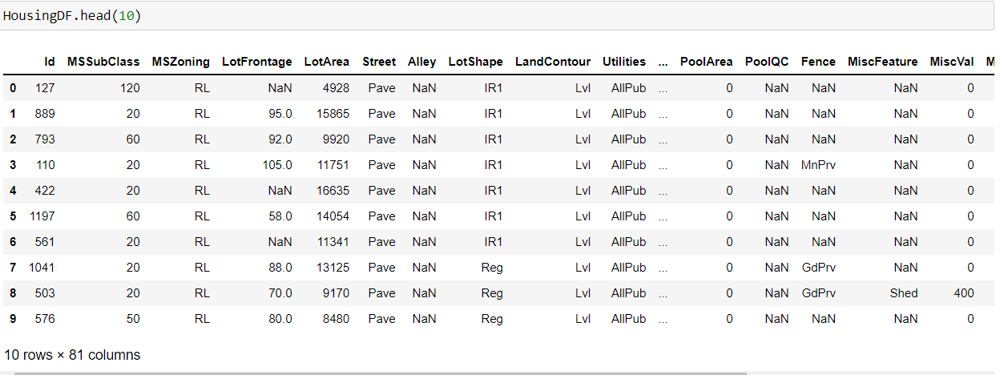 HousingDF.head(10)
Id MSSubClass MSZoning LotFrontage LotArea Street Alley LotShape LandContour Utilities ... PoolArea PoolQC Fence MiscFeature MiscVal M
0 127 120 RL NaN 4928 Pave NaN IR1 Lvl AllPub ... 0 NaN NaN NaN 0
1 889 20 RL 95.0 15865 Pave NaN IR1 Lvl AllPub ... 0 NaN NaN NaN 0
2 793 60 RL 92.0 9920 Pave NaN IR1 Lvl AllPub ... 0 NaN NaN NaN 0
3 110 20 RL 105.0 11751 Pave NaN IR1 Lvl AllPub ... 0 NaN MnPrv NaN 0
4 422 20 RL NaN 16635 Pave NaN IR1 Lvl AllPub ... 0 NaN NaN NaN 0
5 1197 60 RL 58.0 14054 Pave NaN IR1 Lvl AllPub ... 0 NaN NaN NaN 0
6 561 20 RL NaN 11341 Pave NaN IR1 Lvl AllPub ... 0 NaN NaN NaN 0
7 1041 20 RL 88.0 13125 Pave NaN Reg Lvl AllPub ... 0 NaN GdPrv NaN 0
8 503 20 RL 70.0 9170 Pave NaN Reg Lvl AllPub ... 0 NaN GdPrv Shed 400
9 576 50 RL 80.0 8480 Pave NaN Reg Lvl AllPub ... 0 NaN NaN NaN 0
10 rows × 81 columns